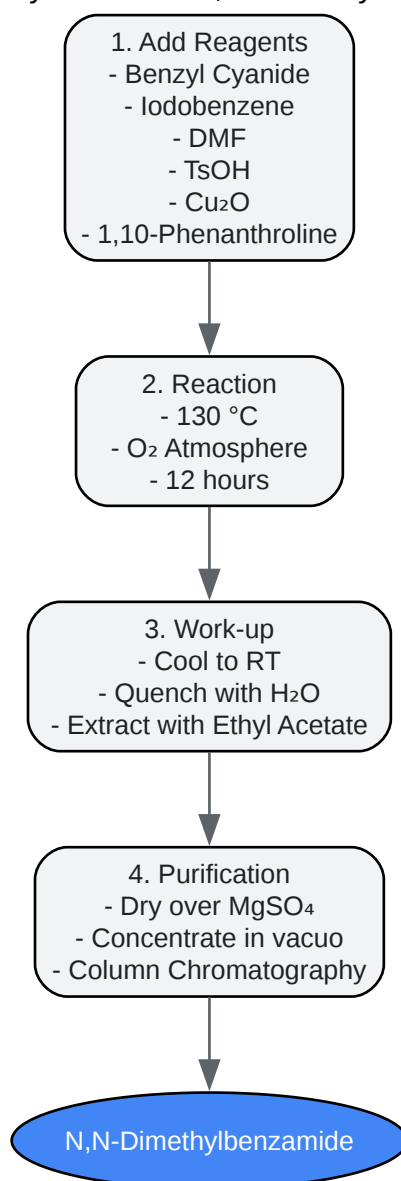 1. Add Reagents
- Benzyl Cyanide
- Iodobenzene
- DMF
- TsOH
- Cu₂O
- 1,10-Phenanthroline
2. Reaction
- 130 °C
- O₂ Atmosphere
- 12 hours
3. Work-up
- Cool to RT
- Quench with H₂O
- Extract with Ethyl Acetate
4. Purification
- Dry over MgSO₄
- Concentrate in vacuo
- Column Chromatography
N,N-Dimethylbenzamide